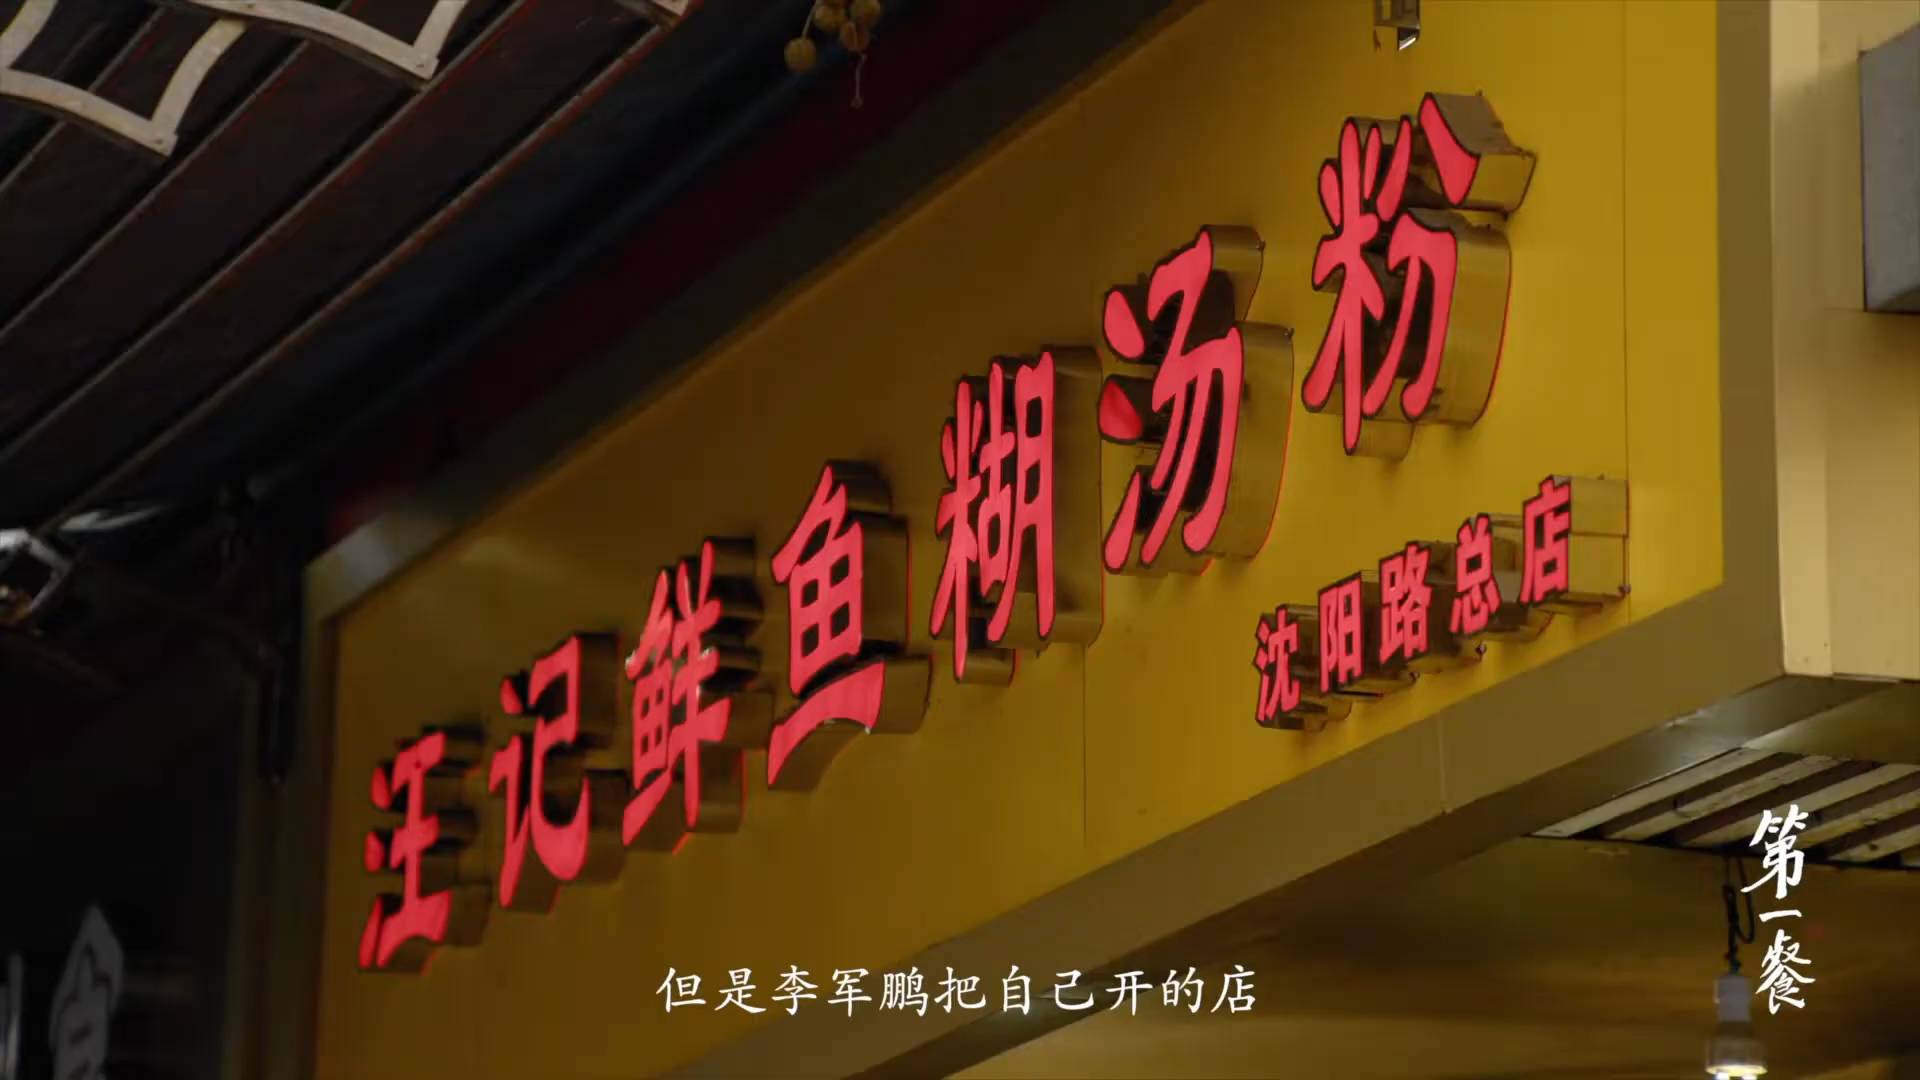 汪记鲜鱼糊汤粉
沈阳路总店
第一餐
但是李军鹏把自己开的店